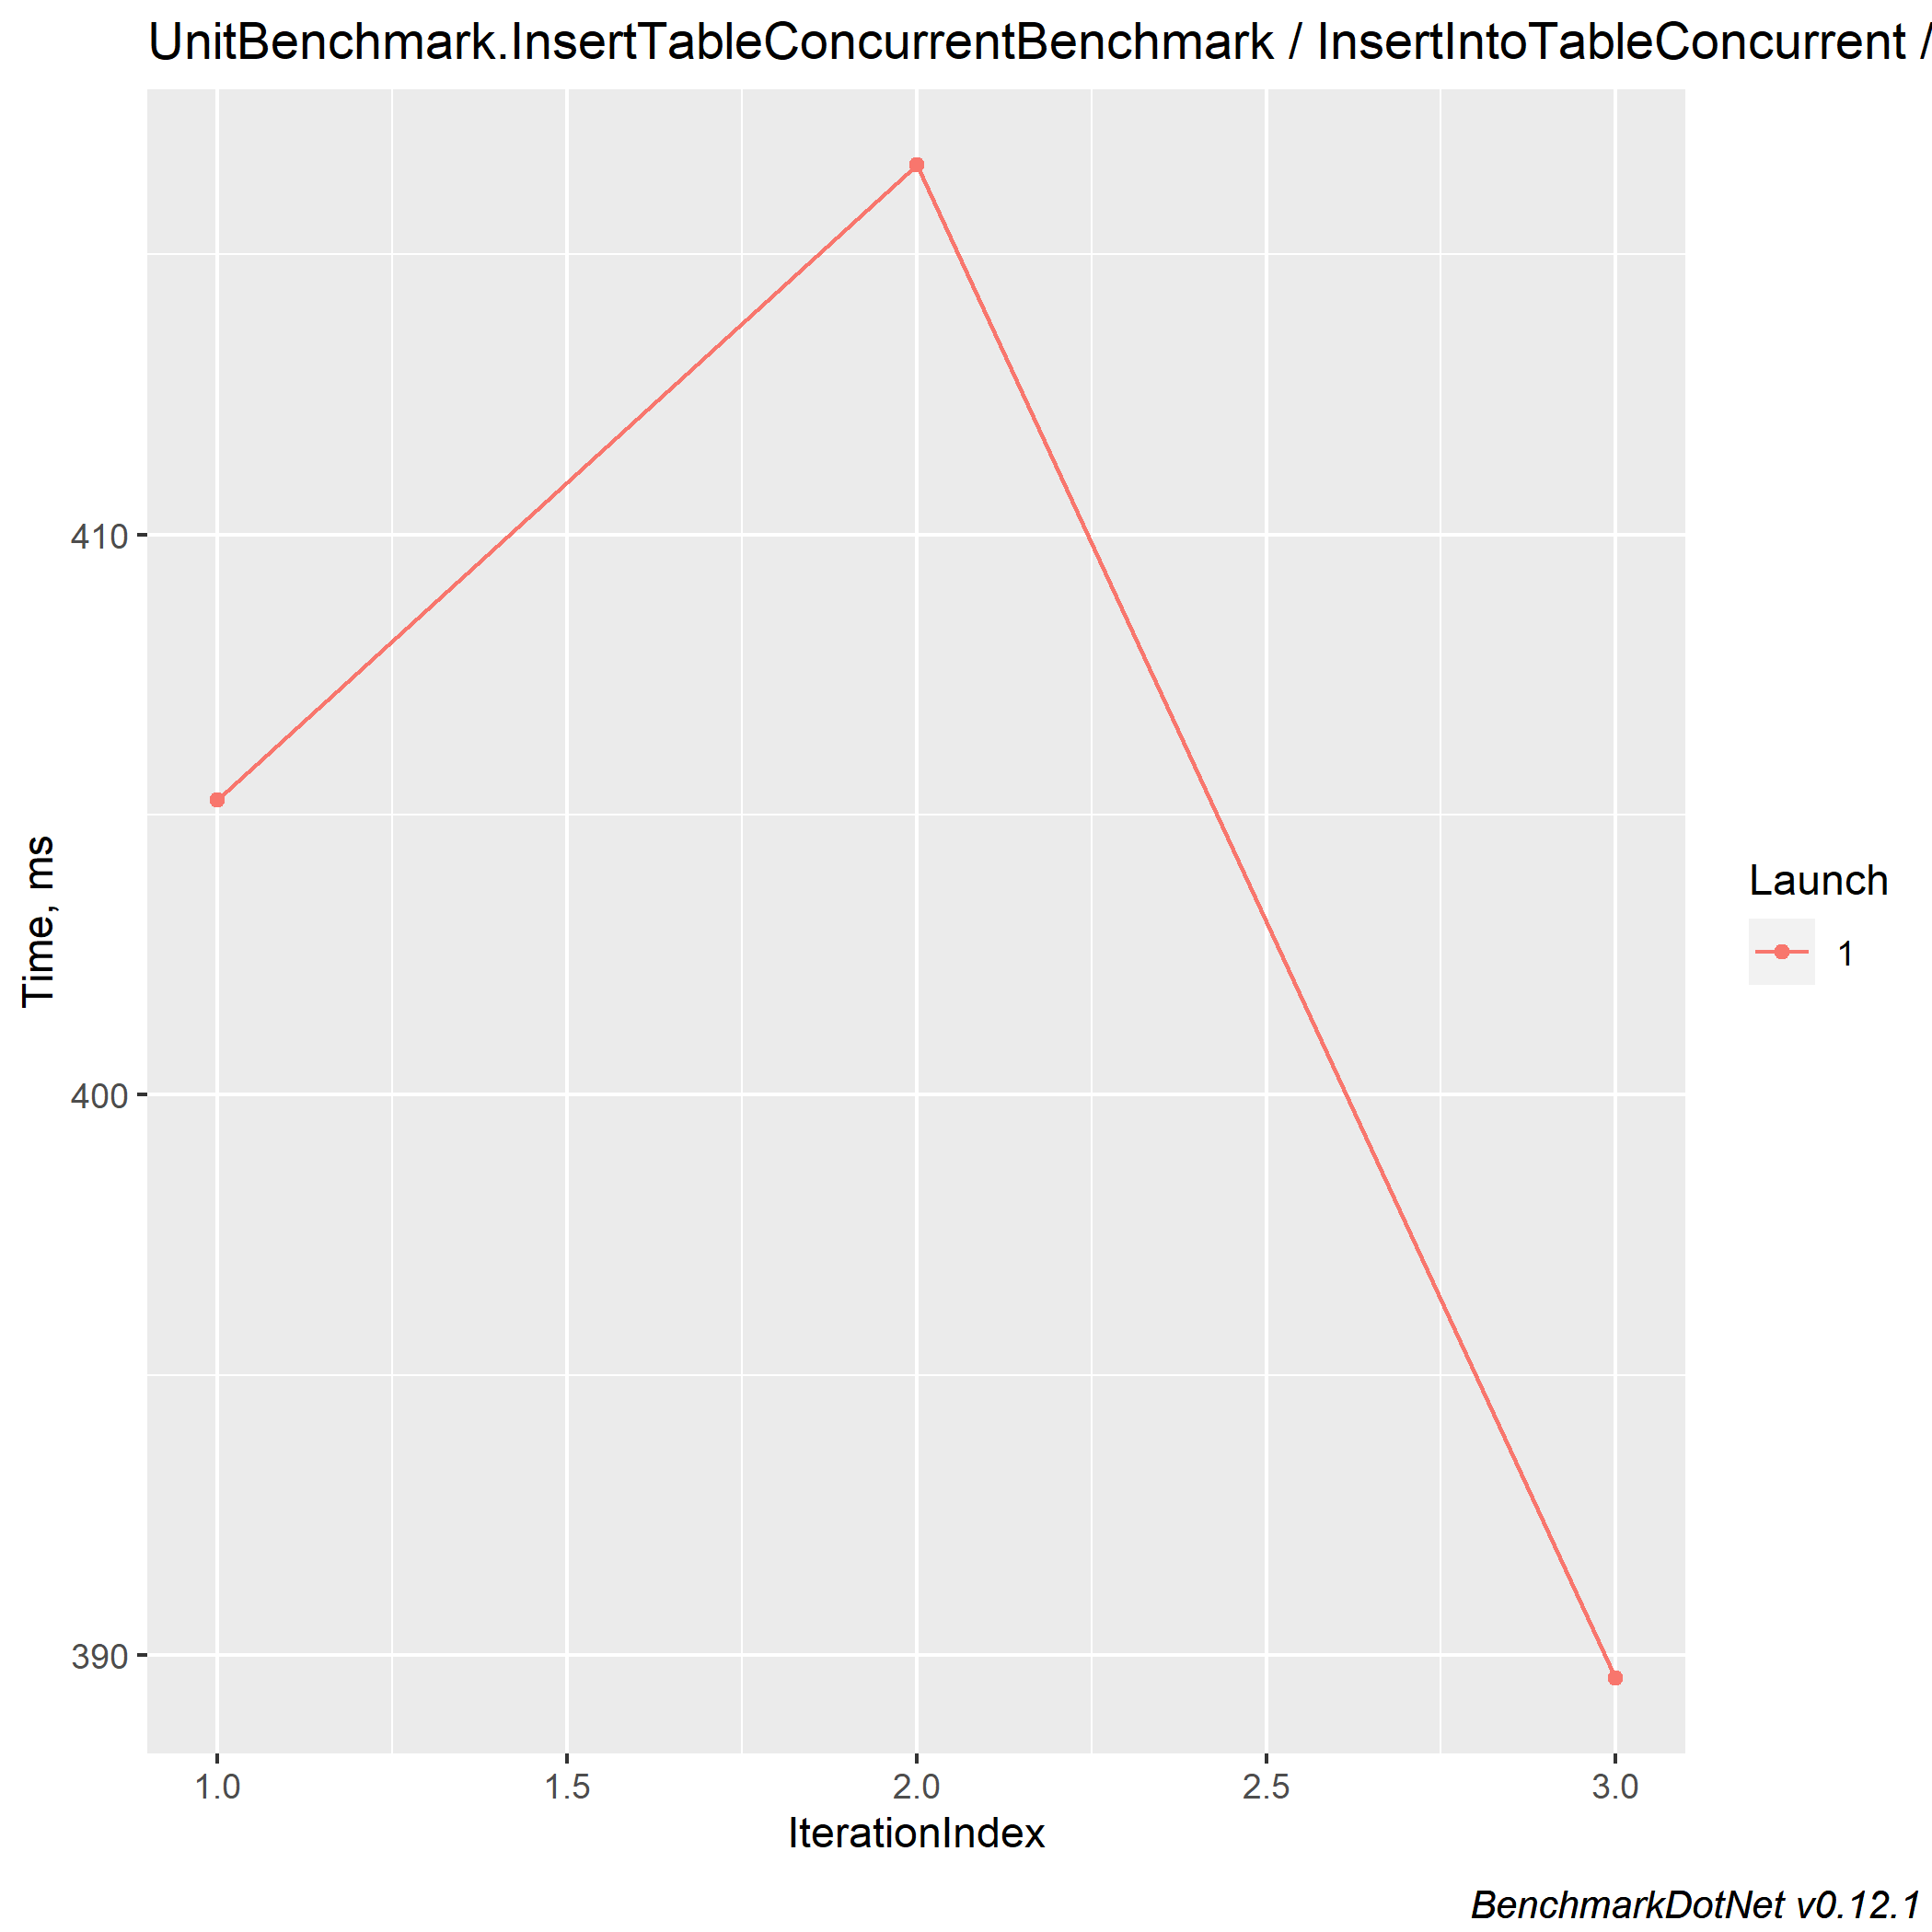 UnitBenchmark.InsertTableConcurrentBenchmark / InsertIntoTableConcurrent /
410
400
390
Time, ms
1.0 1.5 2.0 2.5 3.0
IterationIndex
Launch
1
BenchmarkDotNet v0.12.1